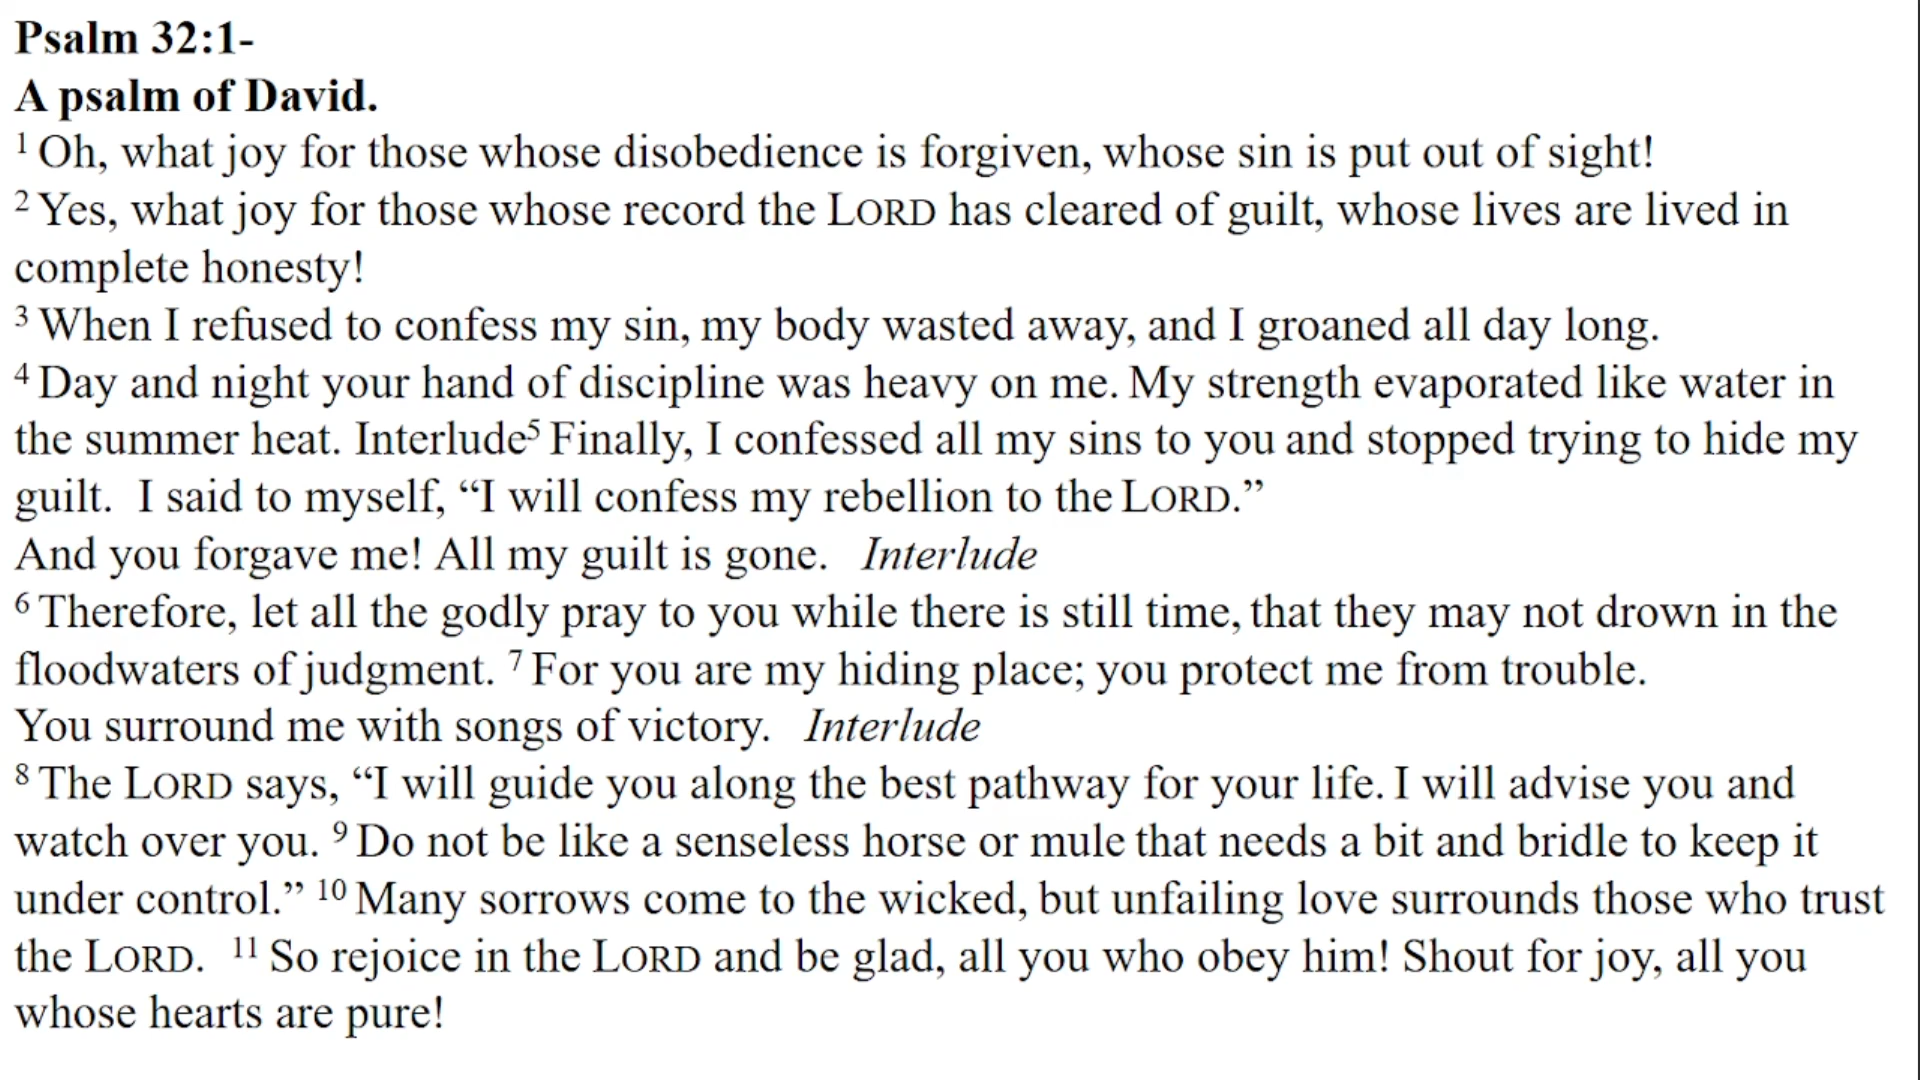 Psalm 32:1-
A psalm of David.
1 Oh, what joy for those whose disobedience is forgiven, whose sin is put out of sight!
2 Yes, what joy for those whose record the LORD has cleared of guilt, whose lives are lived in
complete honesty!
3 When I refused to confess my sin, my body wasted away, and I groaned all day long.
4 Day and night your hand of discipline was heavy on me. My strength evaporated like water in
the summer heat. Interlude5 Finally, I confessed all my sins to you and stopped trying to hide my
guilt.  I said to myself, “I will confess my rebellion to the LORD.”
And you forgave me! All my guilt is gone.   Interlude
6 Therefore, let all the godly pray to you while there is still time, that they may not drown in the
floodwaters of judgment. 7 For you are my hiding place; you protect me from trouble.
You surround me with songs of victory.   Interlude
8 The LORD says, “I will guide you along the best pathway for your life. I will advise you and
watch over you. 9 Do not be like a senseless horse or mule that needs a bit and bridle to keep it
under control.” 10 Many sorrows come to the wicked, but unfailing love surrounds those who trust
the LORD.  11 So rejoice in the LORD and be glad, all you who obey him! Shout for joy, all you
whose hearts are pure!